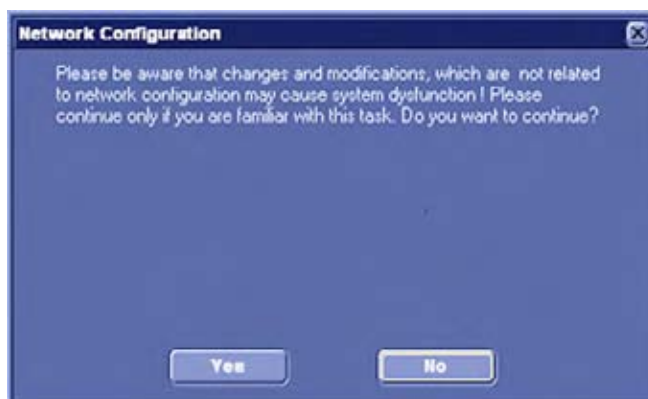 Network Configuration
Please be aware that changes and modifications, which are not related
to network configuration may cause system dysfunction ! Please
continue only if you are familiar with this task. Do you want to continue?
Yes
No